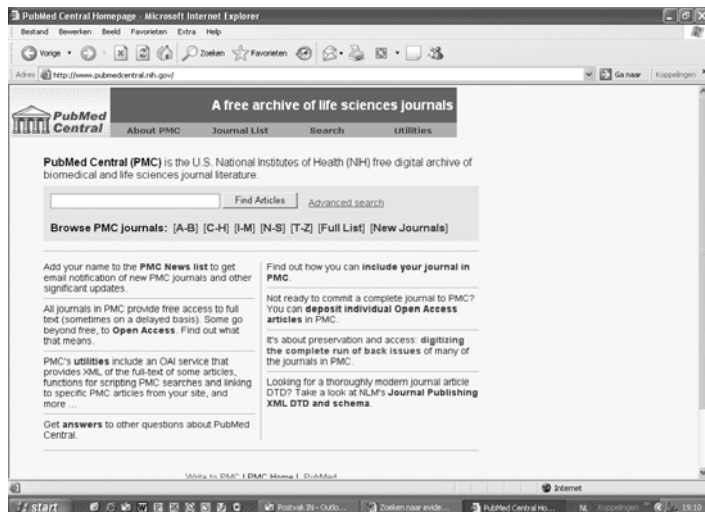 PubMed Central Homepage - Microsoft Internet Explorer
Bestand Bewerken Beeld Favorieten Extra Help
Vorige Zoeken Favorieten
Adres http://www.pubmedcentral.nih.gov/ Ga naar Koppelingen
PubMed Central
A free archive of life sciences journals
About PMC Journal List Search Utilities
PubMed Central (PMC) is the U.S. National Institutes of Health (NIH) free digital archive of
biomedical and life sciences journal literature.
Find Articles Advanced search
Browse PMC journals: [A-B] [C-H] [I-M] [N-S] [T-Z] [Full List] [New Journals]
Add your name to the PMC News list to get
email notification of new PMC journals and other
significant updates.
All journals in PMC provide free access to full
text (sometimes on a delayed basis). Some go
beyond free, to Open Access. Find out what
that means.
PMC's utilities include an OAI service that
provides XML of the full-text of some articles,
functions for scripting PMC searches and linking
to specific PMC articles from your site, and
more ...
Get answers to other questions about PubMed
Central.
Find out how you can include your journal in
PMC.
Not ready to commit a complete journal to PMC?
You can deposit individual Open Access
articles in PMC.
It's about preservation and access: digitizing
the complete run of back issues of many of
the journals in PMC.
Looking for a thoroughly modern journal article
DTD? Take a look at NLM's Journal Publishing
XML DTD and schema.
Write to PMC | PMC Home | PubMed
Internet
start Postvak IN - Outlo... Zoeken naar evide... PubMed Central Ho... NL Koppelingen 19:10